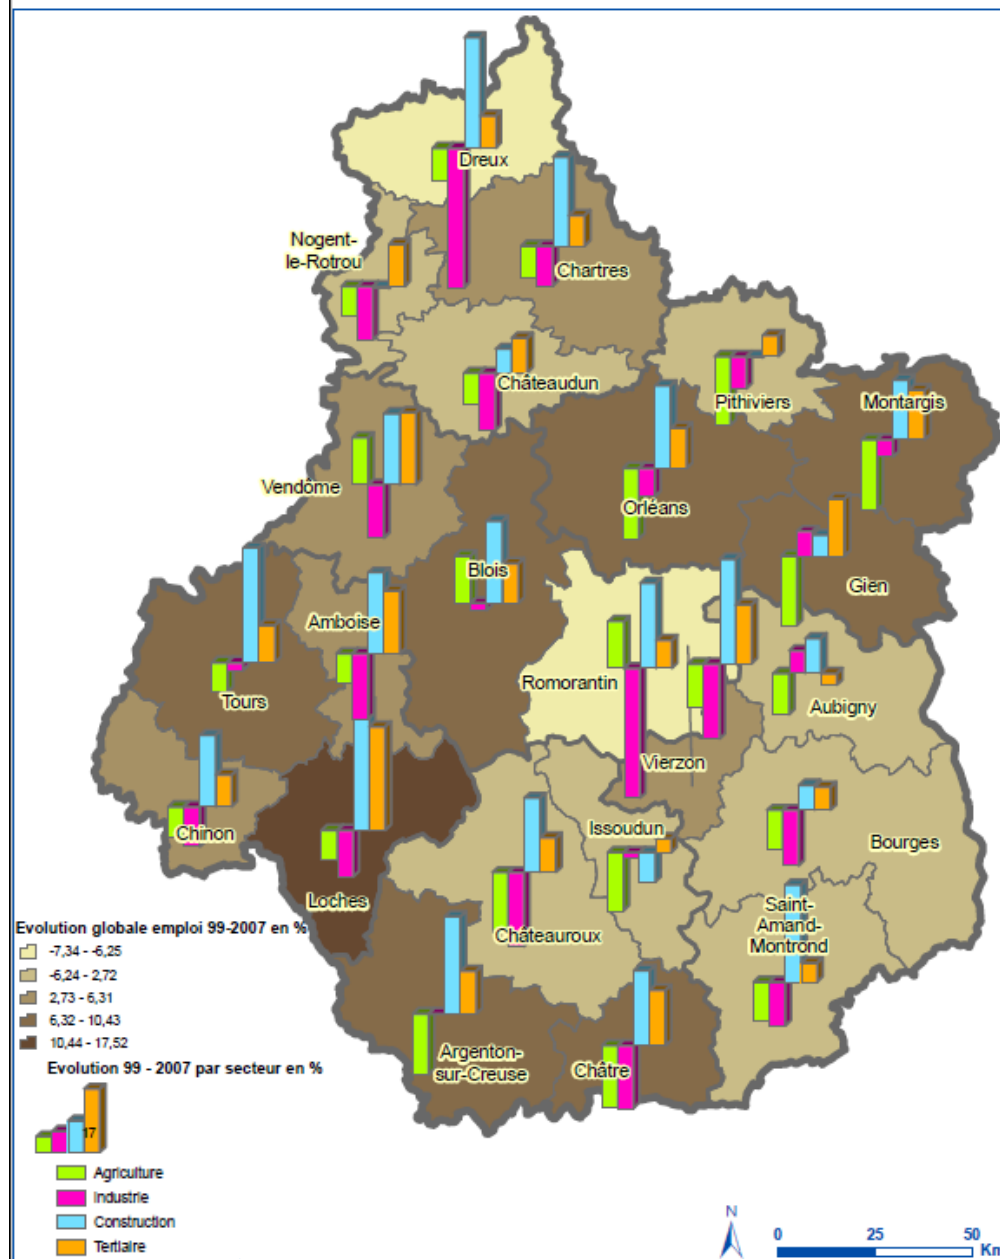 Dreux
Nogent-
le-Rotrou
Chartres
Châteaudun
Pithiviers
Montargis
Vendôme
Orléans
Blois
Gien
Amboise
Romorantin
Tours
Aubigny
Vierzon
Chinon
Issoudun
Bourges
Loches
Saint-
Amand-
Montrond
Châteauroux
Argenton-
sur-Creuse
Châtre
Evolution globale emploi 99-2007 en %
-7,34 - -6,25
-6,24 - 2,72
2,73 - 6,31
6,32 - 10,43
10,44 - 17,52
Evolution 99 - 2007 par secteur en %
17
Agriculture
Industrie
Construction
Tertiaire
N
0 25 50
Km